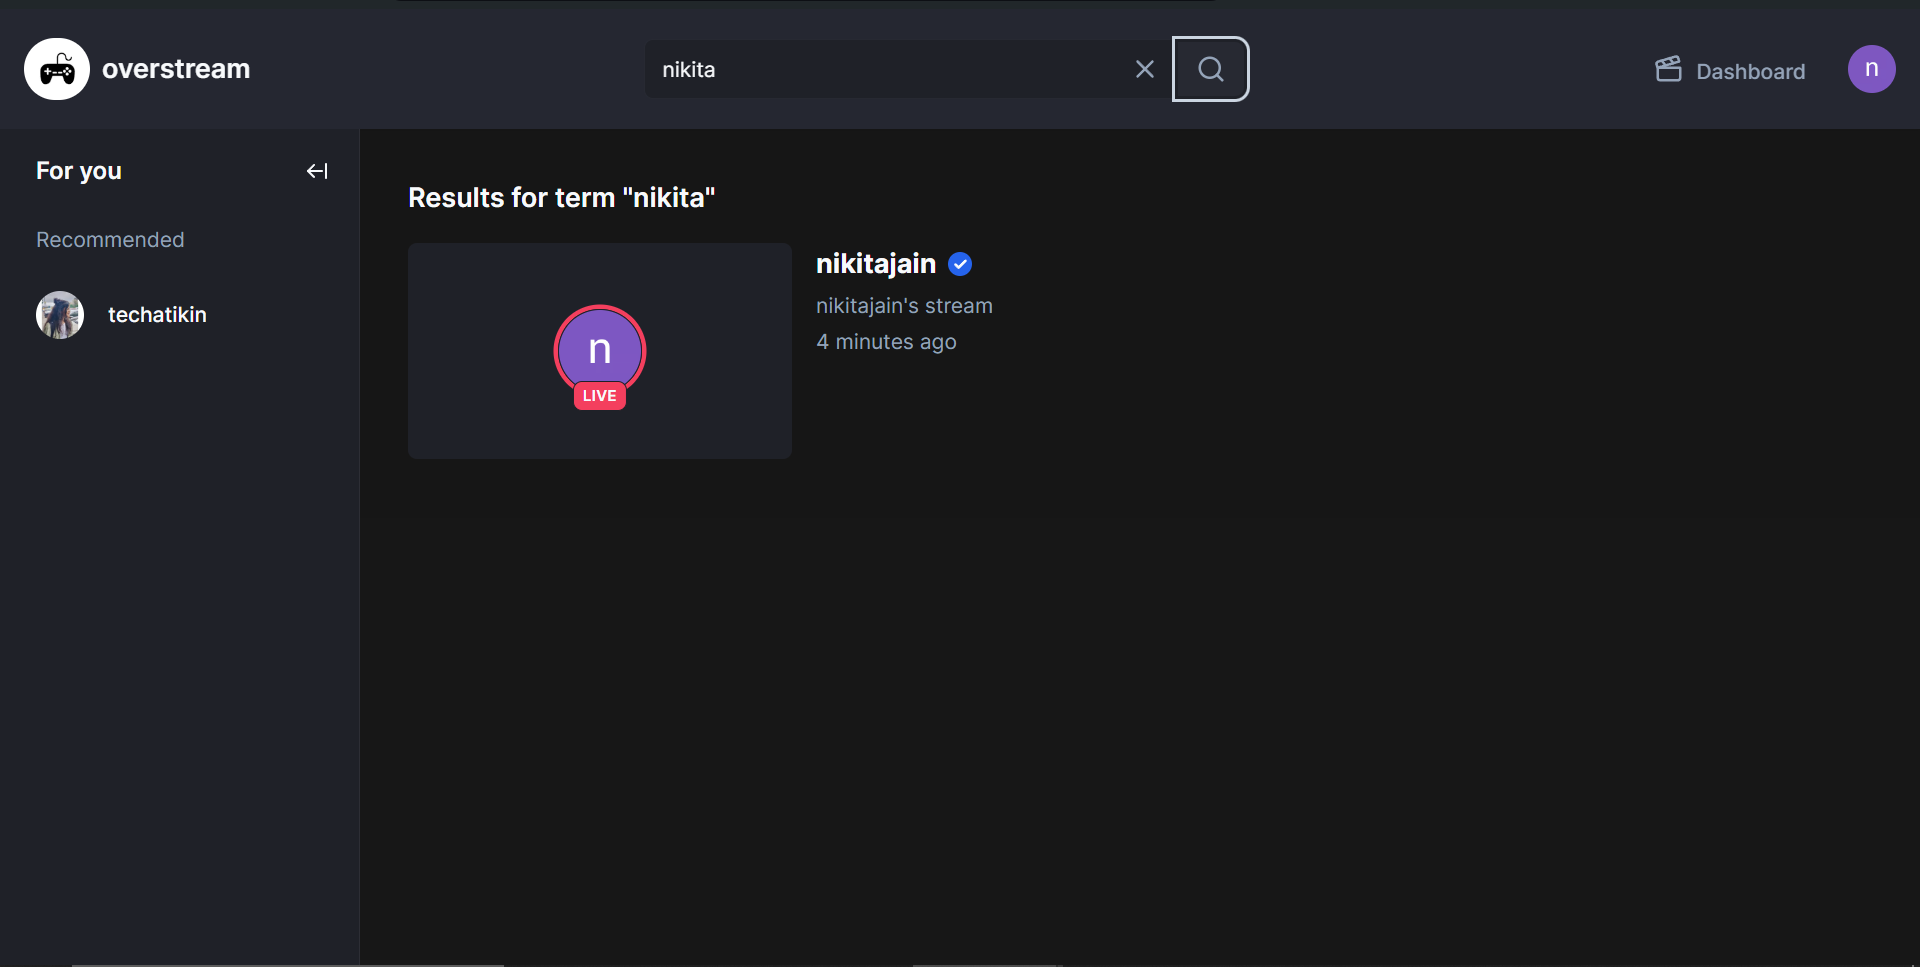 overstream
nikita
Dashboard
n
For you
Recommended
techatikin
Results for term "nikita"
n
LIVE
nikitajain
nikitajain's stream
4 minutes ago